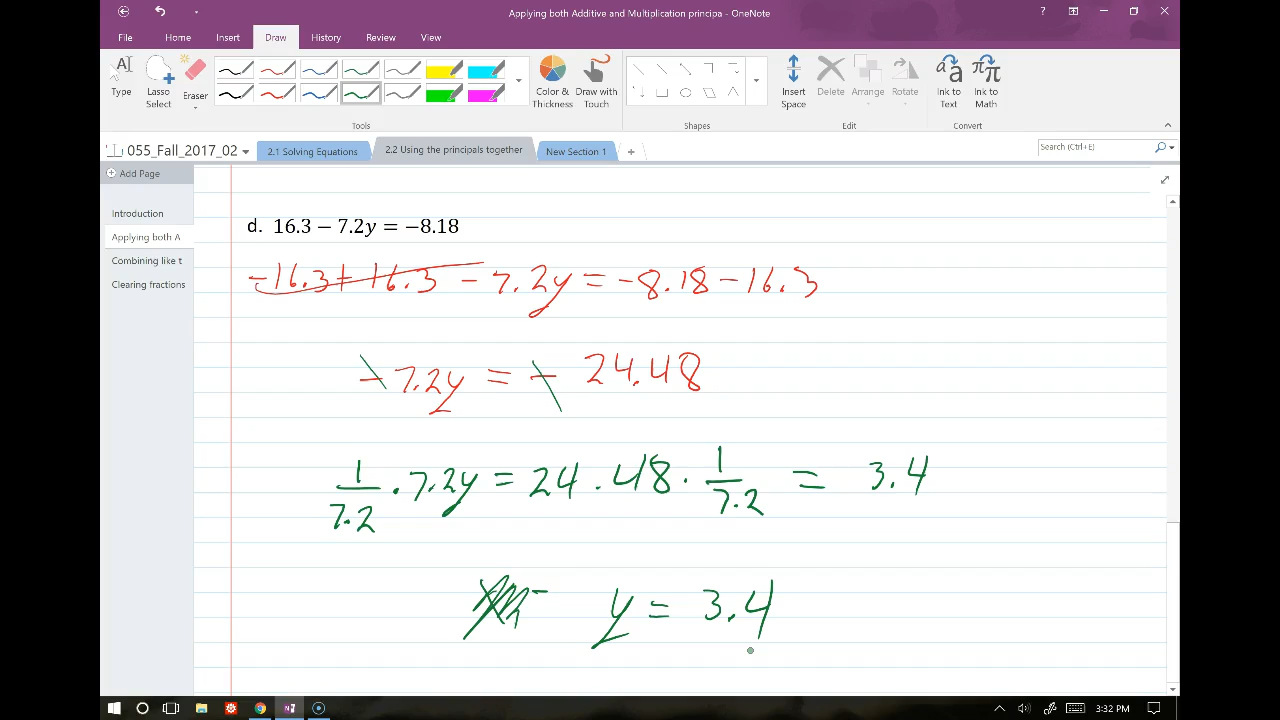 Applying both Additive and Multiplication principa - OneNote
?
File Home Insert Draw History Review View
Type
Lasso Select
Eraser
Color & Thickness
Draw with Touch
Insert Space
Delete
Arrange
Rotate
Ink to Text
Ink to Math
Tools Shapes Edit Convert
055_Fall_2017_02
2.1 Solving Equations
2.2 Using the principals together
New Section 1
+
Search (Ctrl+E)
Add Page
Introduction
Applying both A
Combining like t
Clearing fractions
d. 16.3 − 7.2y = −8.18
-16.3 + 16.3 - 7.2y = -8.18 - 16.3
- 7.2y = - 24.48
1/7.2 · 7.2y = 24.48 · 1/7.2 = 3.4
y = 3.4
3:32 PM